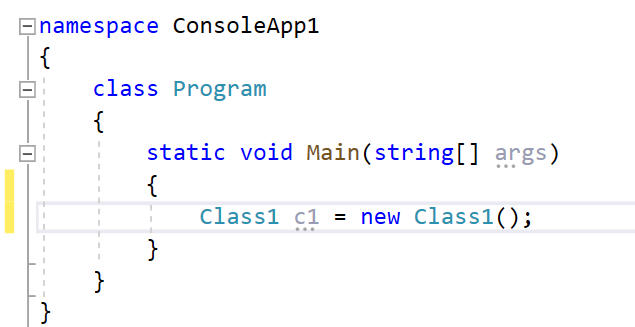 namespace ConsoleApp1
{
    class Program
    {
        static void Main(string[] args)
        {
            Class1 c1 = new Class1();
        }
    }
}